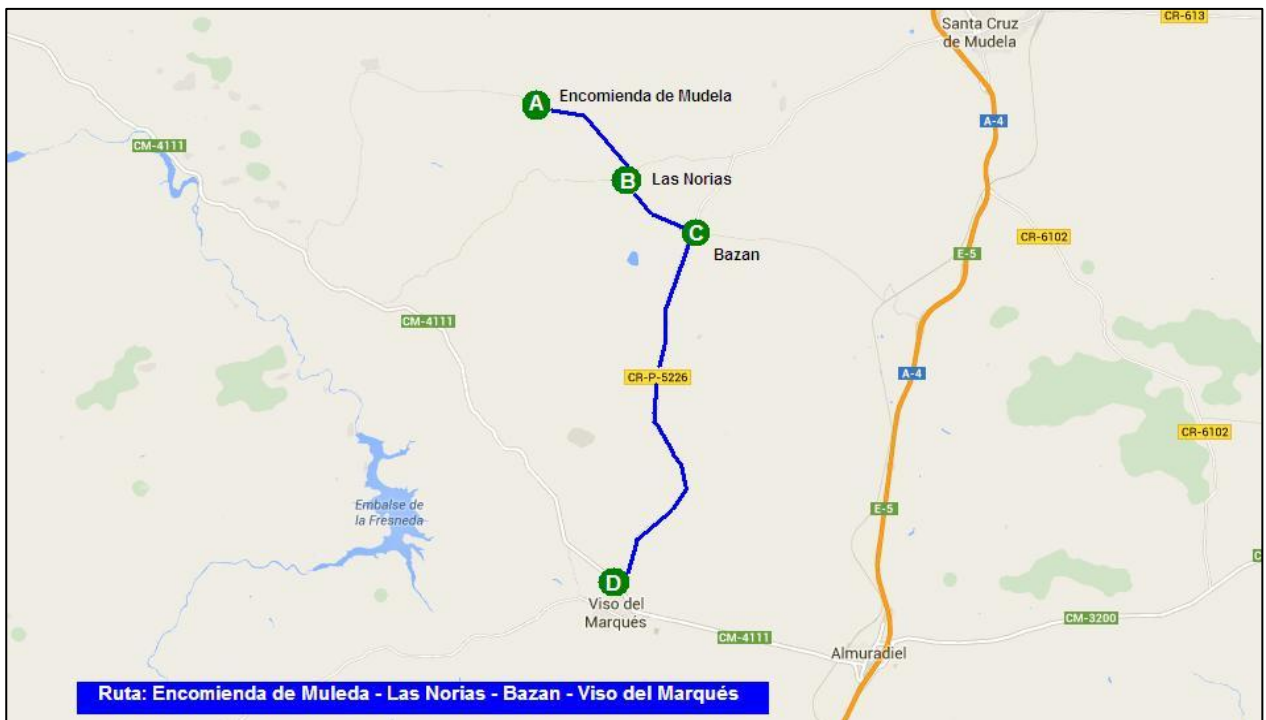 CR-613
Santa Cruz
de Mudela
A
Encomienda de Mudela
A-4
CM-4111
B
Las Norias
C
Bazan
CR-6102
E-5
CM-4111
CR-P-5226
A-4
CR-6102
Embalse de
la Fresneda
E-5
D
Viso del
Marqués
CM-4111
CM-3200
Almuradiel
Ruta: Encomienda de Muleda - Las Norias - Bazan - Viso del Marqués